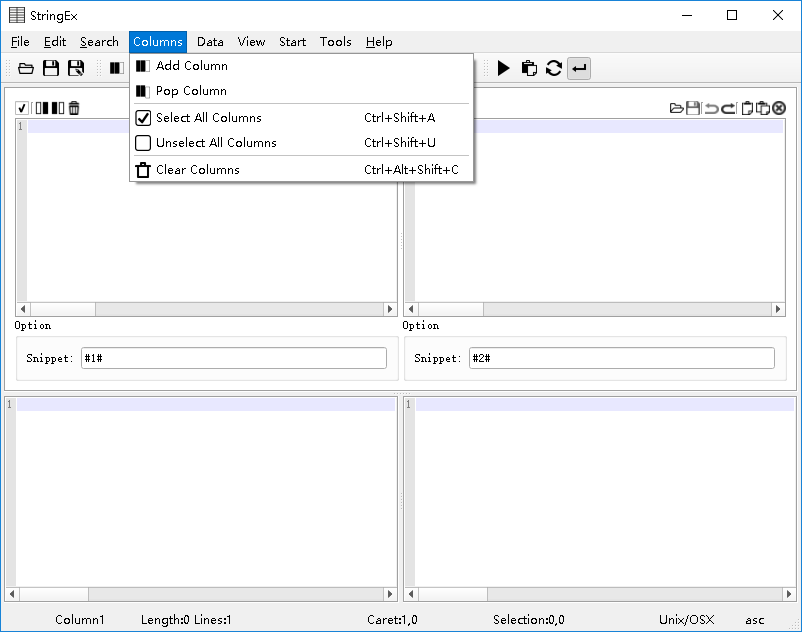 StringEx
File Edit Search Columns Data View Start Tools Help
Add Column
Pop Column
Select All Columns Ctrl+Shift+A
Unselect All Columns Ctrl+Shift+U
Clear Columns Ctrl+Alt+Shift+C
1
Option Option
Snippet: #1# Snippet: #2#
1 1
Column1 Length:0 Lines:1 Caret:1,0 Selection:0,0 Unix/OSX asc